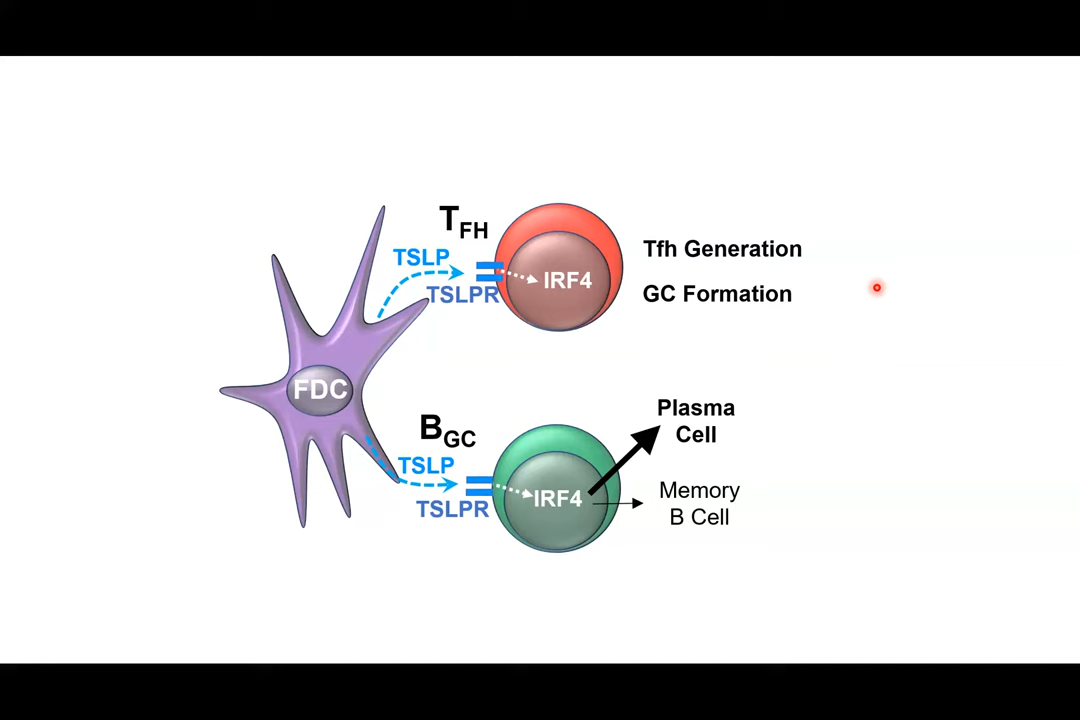 TFH
TSLP
TSLPR
IRF4
Tfh Generation
GC Formation
FDC
BGC
TSLP
TSLPR
IRF4
Plasma
Cell
Memory
B Cell